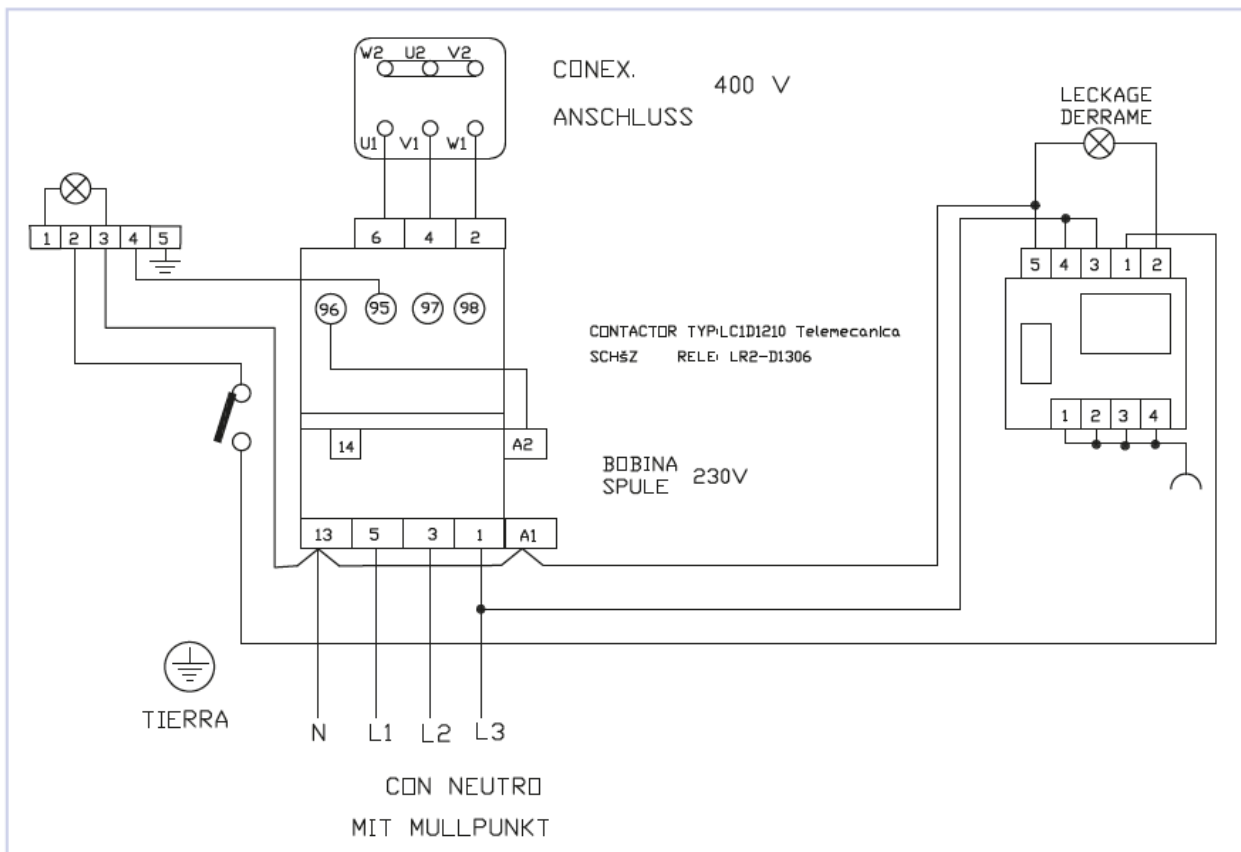 W2 U2 V2
U1 V1 W1
CONEX.
ANSCHLUSS
400 V
LECKAGE
DERRAME
1 2 3 4 5
6 4 2
96 95 97 98
5 4 3 1 2
CONTACTOR TYP:LC1D1210 Telemecanica
SCHšZ RELE: LR2-D1306
1 2 3 4
14 A2
BOBINA
SPULE
230V
13 5 3 1 A1
TIERRA
N L1 L2 L3
CON NEUTRO
MIT MULLPUNKT